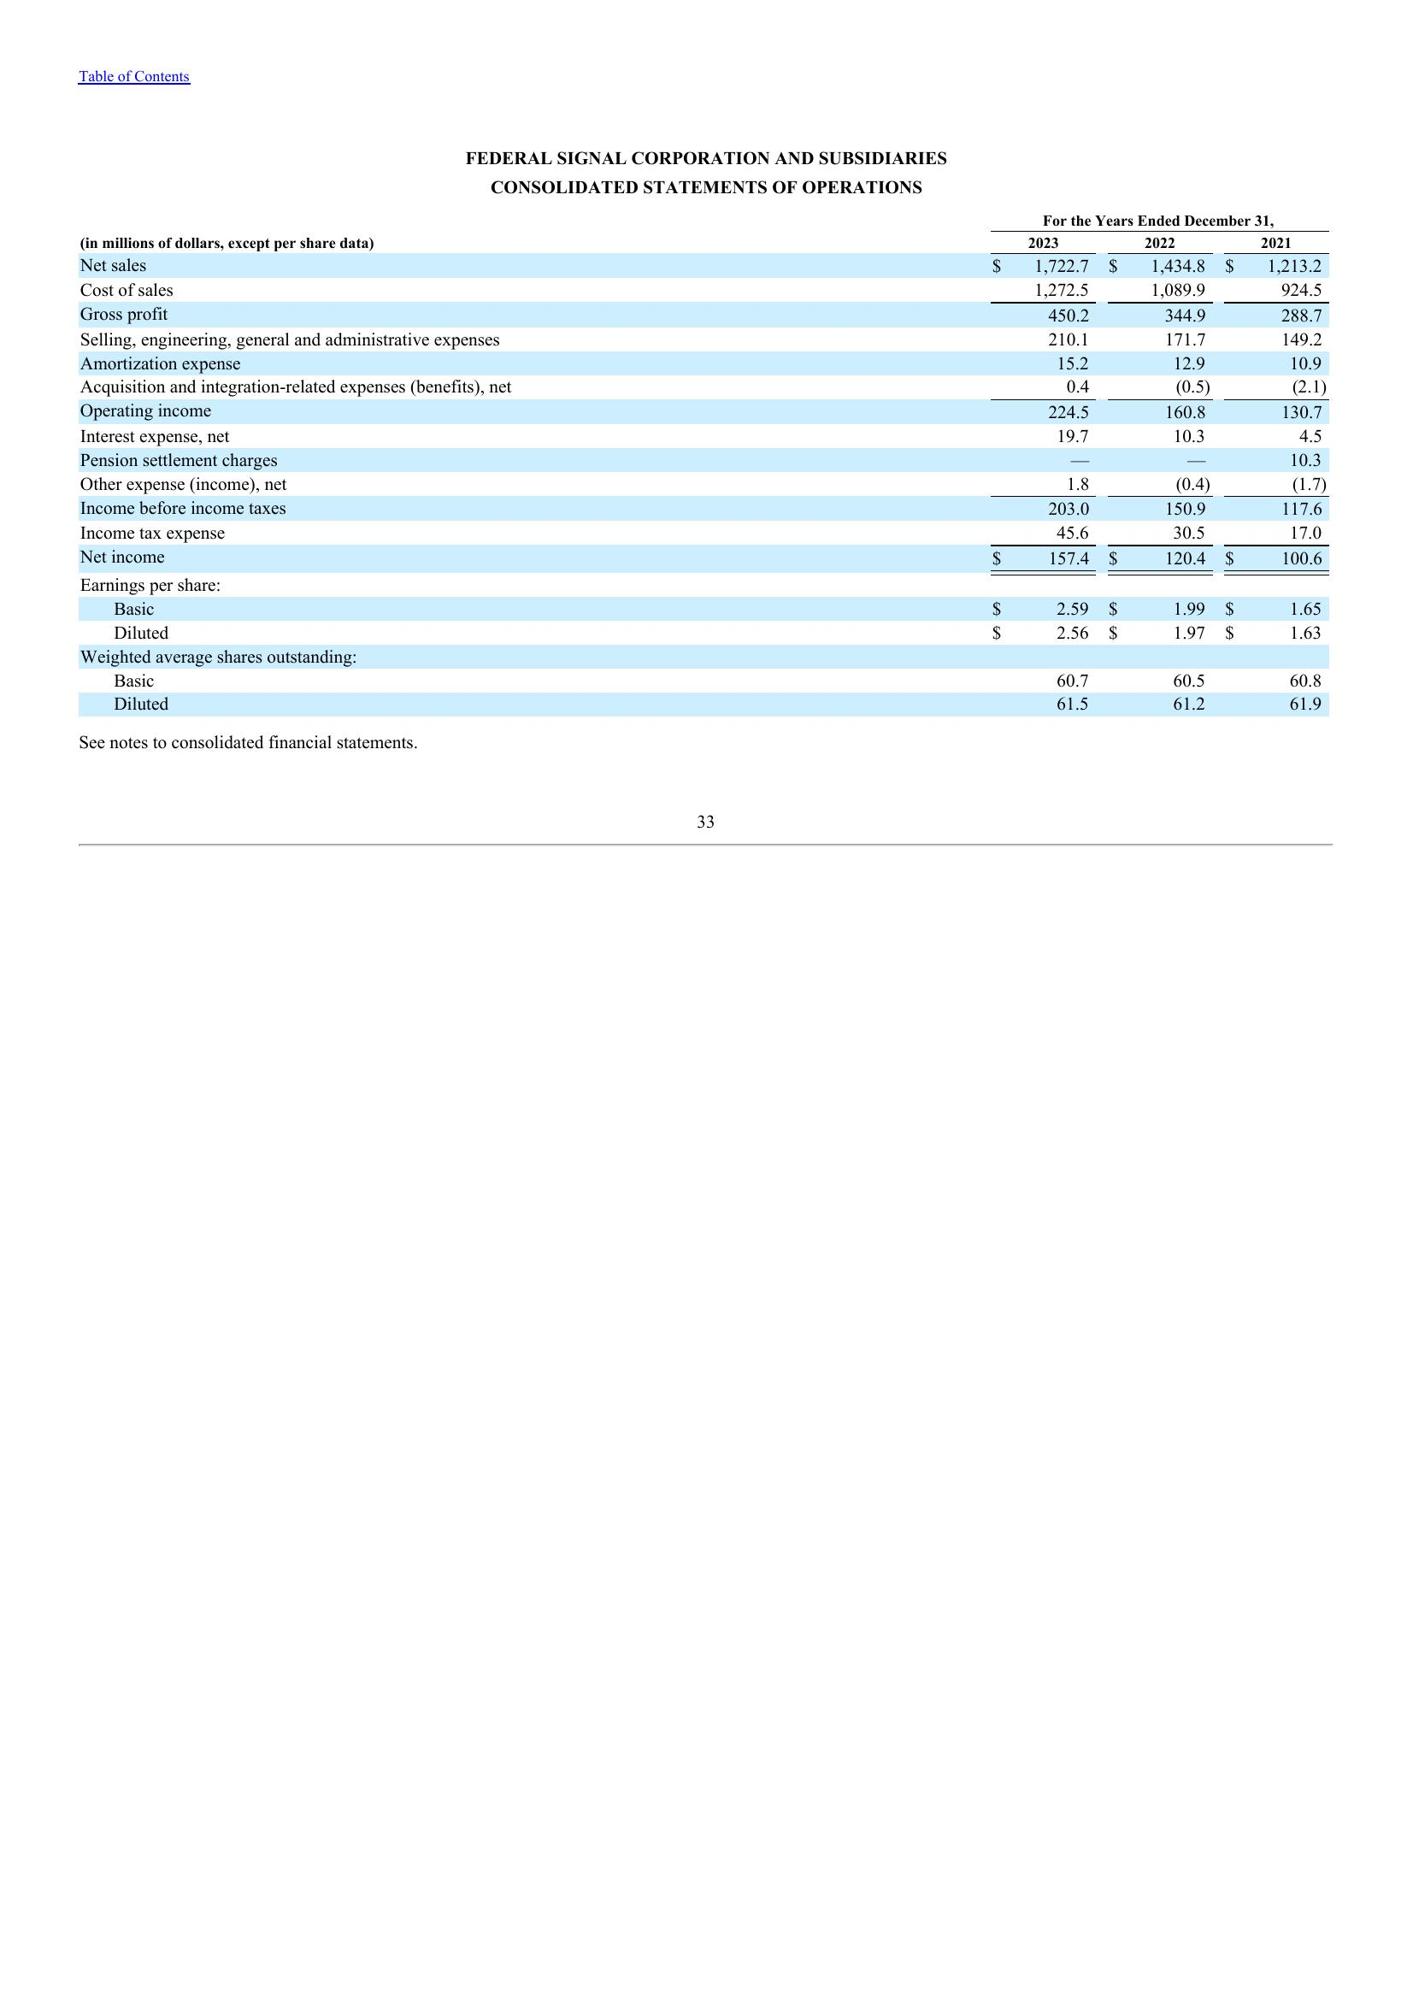 Table of Contents
FEDERAL SIGNAL CORPORATION AND SUBSIDIARIES
CONSOLIDATED STATEMENTS OF OPERATIONS
For the Years Ended December 31,
(in millions of dollars, except per share data) 2023 2022 2021
Net sales $ 1,722.7 $ 1,434.8 $ 1,213.2
Cost of sales 1,272.5 1,089.9 924.5
Gross profit 450.2 344.9 288.7
Selling, engineering, general and administrative expenses 210.1 171.7 149.2
Amortization expense 15.2 12.9 10.9
Acquisition and integration-related expenses (benefits), net 0.4 (0.5) (2.1)
Operating income 224.5 160.8 130.7
Interest expense, net 19.7 10.3 4.5
Pension settlement charges — — 10.3
Other expense (income), net 1.8 (0.4) (1.7)
Income before income taxes 203.0 150.9 117.6
Income tax expense 45.6 30.5 17.0
Net income $ 157.4 $ 120.4 $ 100.6
Earnings per share:
Basic $ 2.59 $ 1.99 $ 1.65
Diluted $ 2.56 $ 1.97 $ 1.63
Weighted average shares outstanding:
Basic 60.7 60.5 60.8
Diluted 61.5 61.2 61.9
See notes to consolidated financial statements.
33